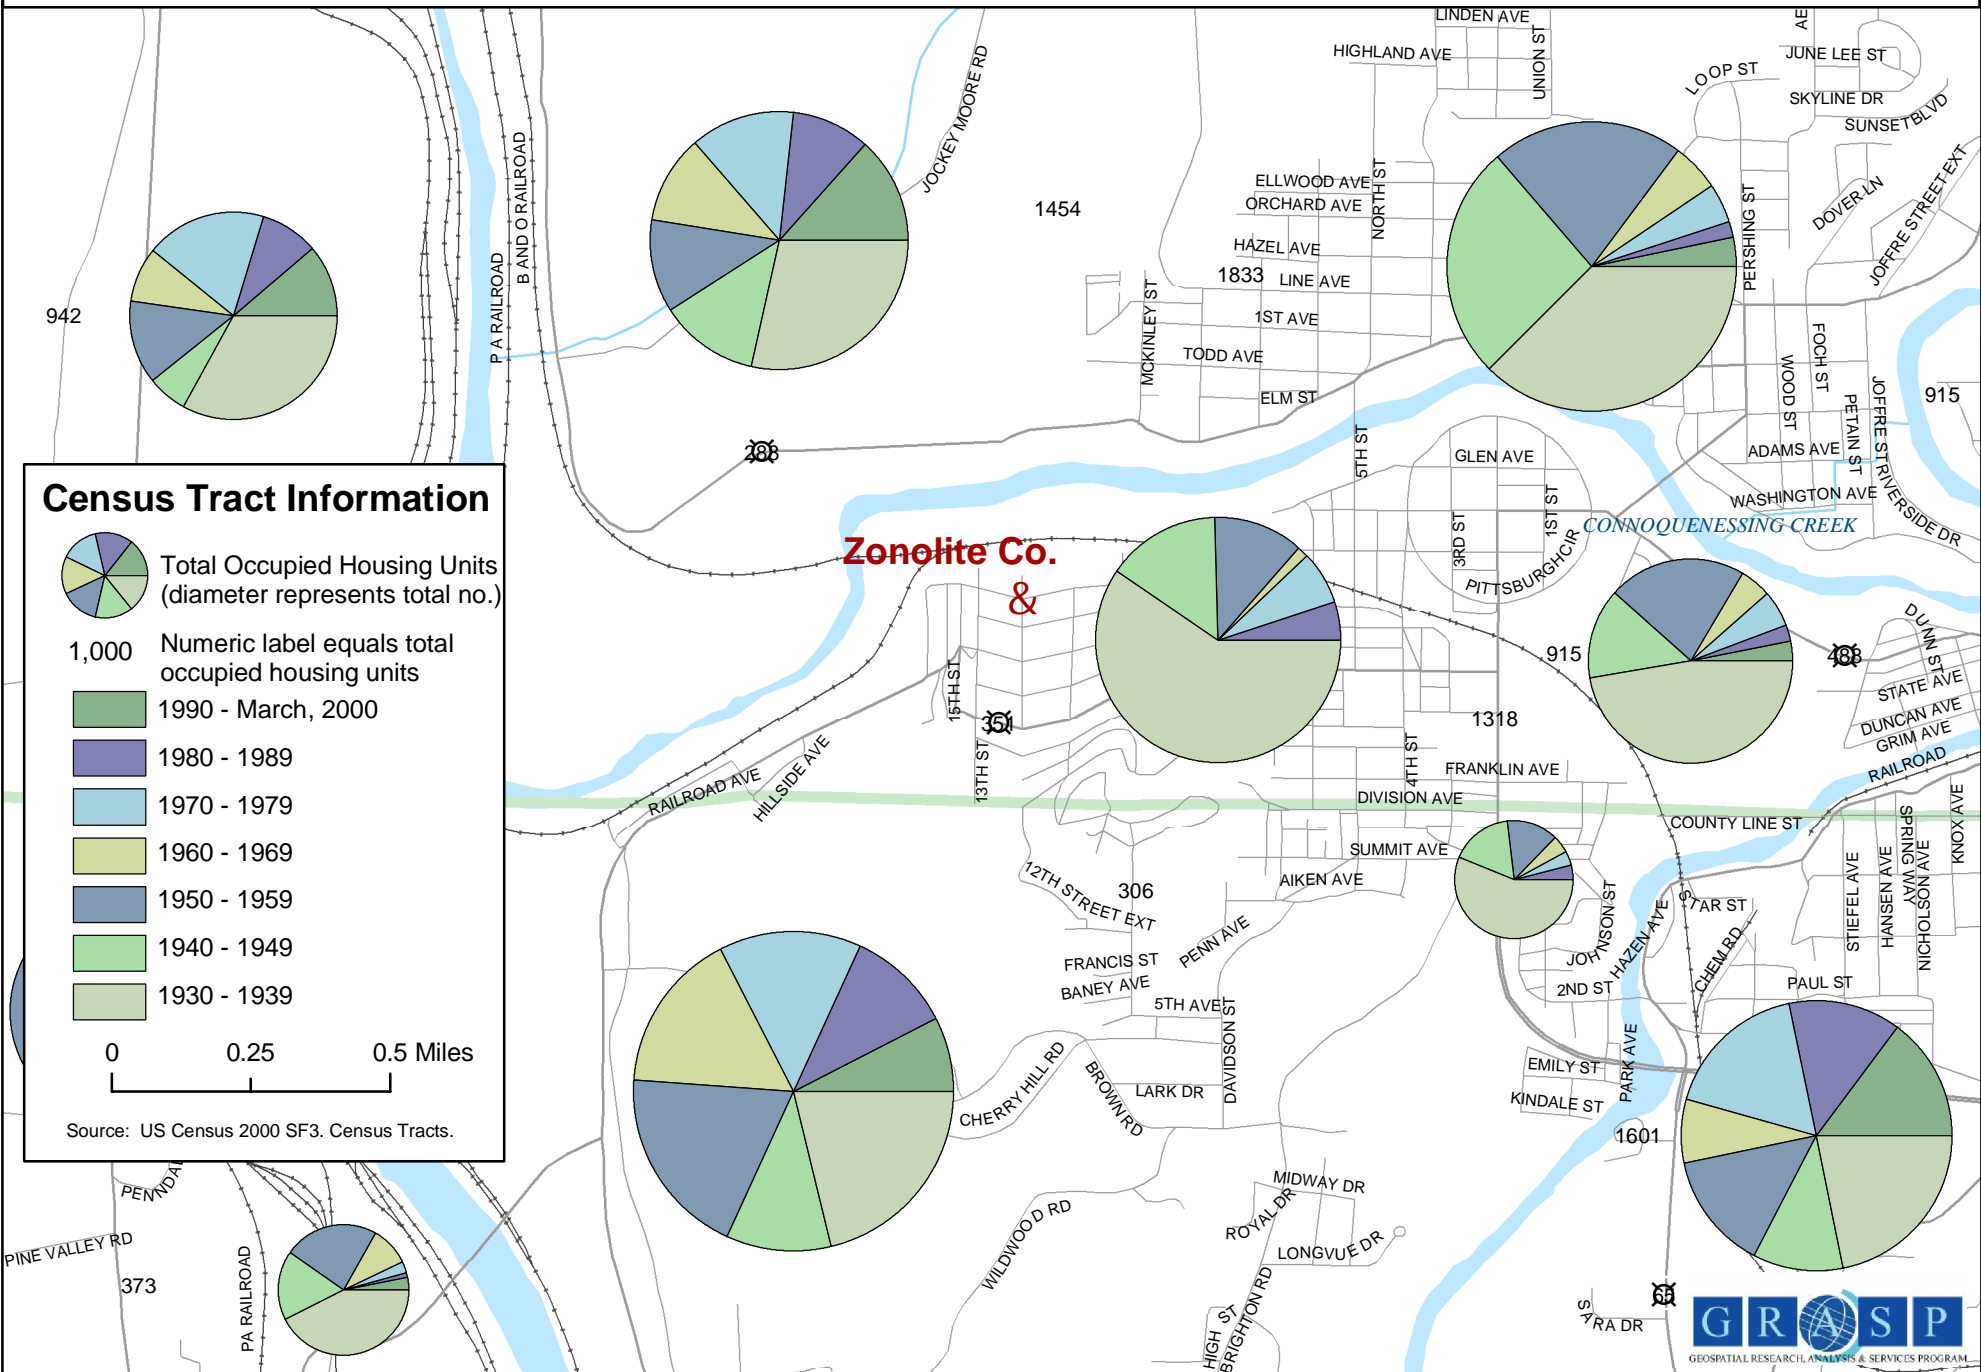 LINDEN AVE
HIGHLAND AVE
UNION ST
AE
JUNE LEE ST
LOOP ST
SKYLINE DR
SUNSET BLVD
JOCKEY MOORE RD
B AND O RAILROAD
P A RAILROAD
1454
ELLWOOD AVE
ORCHARD AVE
NORTH ST
HAZEL AVE
1833
LINE AVE
1ST AVE
MCKINLEY ST
TODD AVE
ELM ST
PERSHING ST
DOVER LN
JOFFRE STREET EXT
942
FOCH ST
WOOD ST
PETAIN ST
JOFFRE ST
RIVERSIDE DR
915
ADAMS AVE
WASHINGTON AVE
288
5TH ST
GLEN AVE
3RD ST
1ST ST
PITTSBURGH CIR
CONNOQUENESSING CREEK
Census Tract Information
Total Occupied Housing Units
(diameter represents total no.)
1,000
Numeric label equals total
occupied housing units
1990 - March, 2000
1980 - 1989
1970 - 1979
1960 - 1969
1950 - 1959
1940 - 1949
1930 - 1939
0 0.25 0.5 Miles
Source: US Census 2000 SF3. Census Tracts.
Zonolite Co.
&
15TH ST
351
13TH ST
915
488
DUNN ST
STATE AVE
DUNCAN AVE
GRIM AVE
RAILROAD
1318
4TH ST
FRANKLIN AVE
DIVISION AVE
RAILROAD AVE
HILLSIDE AVE
COUNTY LINE ST
SUMMIT AVE
AIKEN AVE
KNOX AVE
SPRING WAY
NICHOLSON AVE
HANSEN AVE
STIEFEL AVE
12TH STREET EXT
306
PENN AVE
FRANCIS ST
BANEY AVE
5TH AVE
DAVIDSON ST
JOHNSON ST
HAZEN AVE
STAR ST
CHEM RD
2ND ST
PAUL ST
CHERRY HILL RD
BROWN RD
LARK DR
EMILY ST
PARK AVE
KINDALE ST
1601
PENNDA
PINE VALLEY RD
373
PA RAILROAD
WILDWOOD RD
MIDWAY DR
ROYAL DR
LONGVUE DR
HIGH ST
BRIGHTON RD
SARA DR
65
GRASP
GEOSPATIAL RESEARCH, ANALYSIS & SERVICES PROGRAM